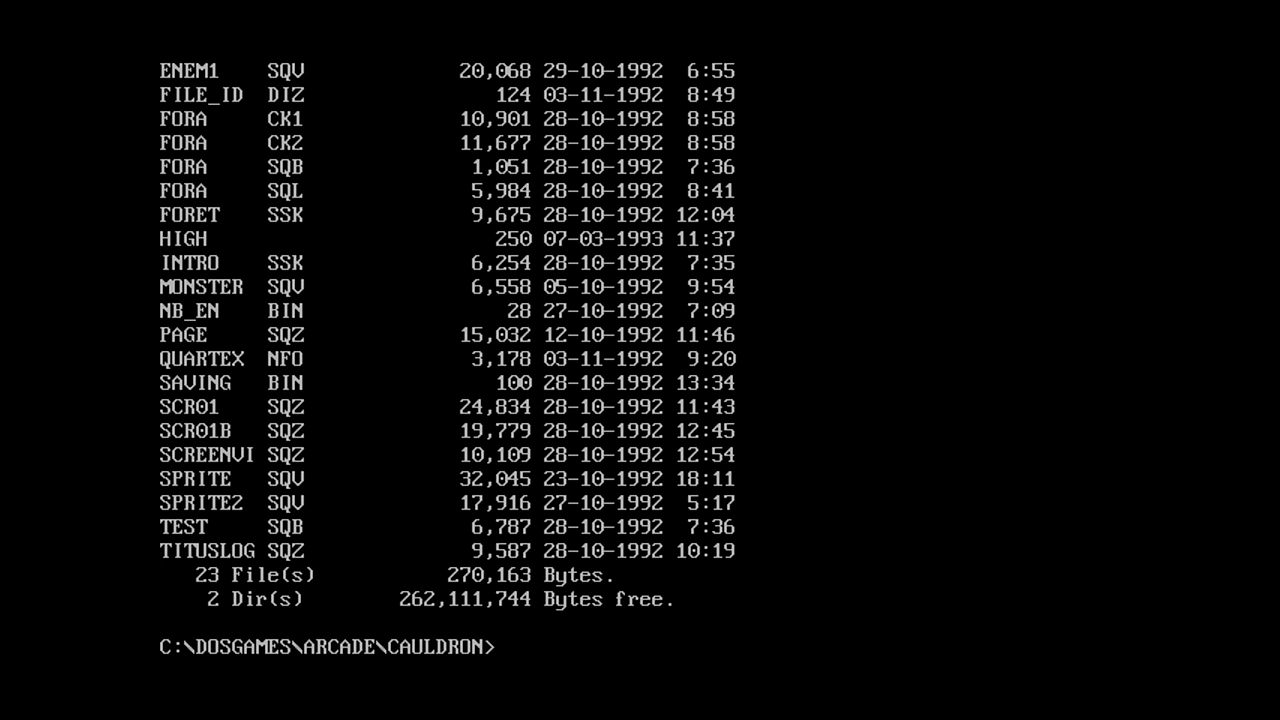 ENEM1    SQV             20,068 29-10-1992  6:55
FILE_ID  DIZ                124 03-11-1992  8:49
FORA     CK1             10,901 28-10-1992  8:58
FORA     CK2             11,677 28-10-1992  8:58
FORA     SQB              1,051 28-10-1992  7:36
FORA     SQL              5,984 28-10-1992  8:41
FORET    SSK              9,675 28-10-1992 12:04
HIGH                        250 07-03-1993 11:37
INTRO    SSK              6,254 28-10-1992  7:35
MONSTER  SQV              6,558 05-10-1992  9:54
NB_EN    BIN                 28 27-10-1992  7:09
PAGE     SQZ             15,032 12-10-1992 11:46
QUARTEX  NFO              3,178 03-11-1992  9:20
SAVING   BIN                100 28-10-1992 13:34
SCR01    SQZ             24,834 28-10-1992 11:43
SCR01B   SQZ             19,779 28-10-1992 12:45
SCREENVI SQZ             10,109 28-10-1992 12:54
SPRITE   SQV             32,045 23-10-1992 18:11
SPRITE2  SQV             17,916 27-10-1992  5:17
TEST     SQB              6,787 28-10-1992  7:36
TITUSLOG SQZ              9,587 28-10-1992 10:19
   23 File(s)           270,163 Bytes.
    2 Dir(s)        262,111,744 Bytes free.
C:\DOSGAMES\ARCADE\CAULDRON>